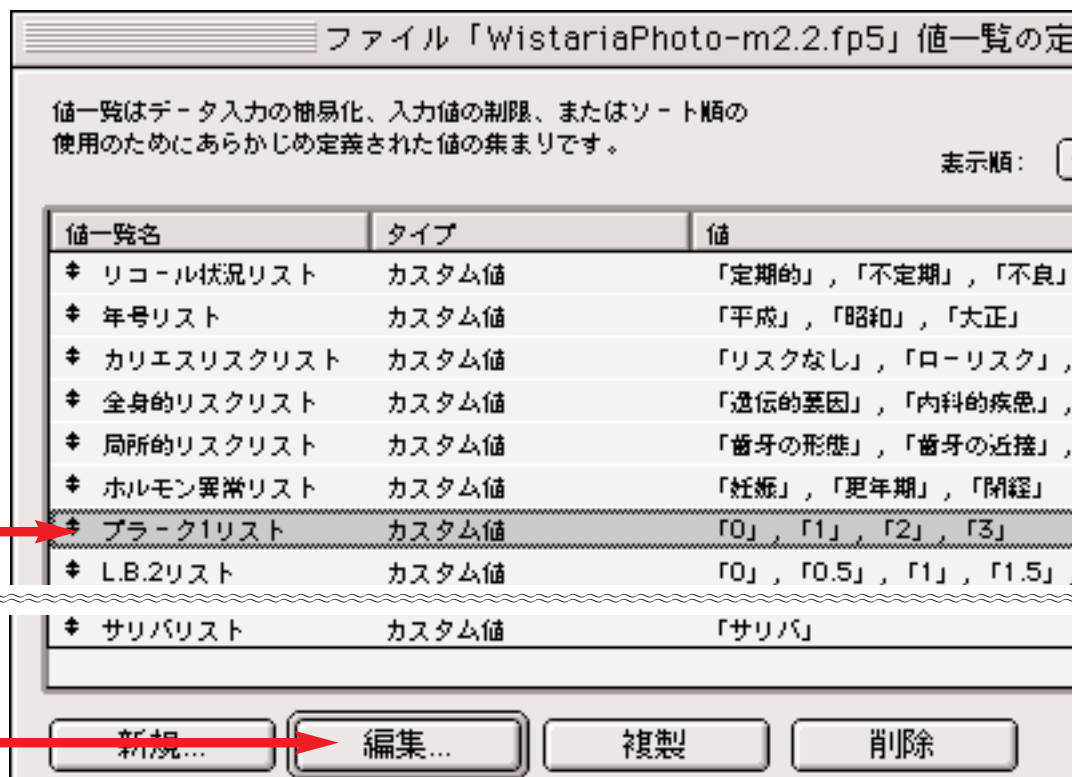 ファイル「WistariaPhoto-m2.2.fp5」値一覧の定
値一覧はデータ入力の簡易化、入力値の制限、またはソート順の
使用のためにあらかじめ定義された値の集まりです。
表示順：
値一覧名 タイプ 値
リコール状況リスト カスタム値 「定期的」,「不定期」,「不良」
年号リスト カスタム値 「平成」,「昭和」,「大正」
カリエスリスクリスト カスタム値 「リスクなし」,「ローリスク」,
全身的リスクリスト カスタム値 「遺伝的要因」,「内科的疾患」,
局所的リスクリスト カスタム値 「歯牙の形態」,「歯牙の近接」,
ホルモン異常リスト カスタム値 「妊娠」,「更年期」,「閉経」
プラーク1リスト カスタム値 「0」,「1」,「2」,「3」
L.B.2リスト カスタム値 「0」,「0.5」,「1」,「1.5」,
サリバリスト カスタム値 「サリバ」
新規... 編集... 複製 削除